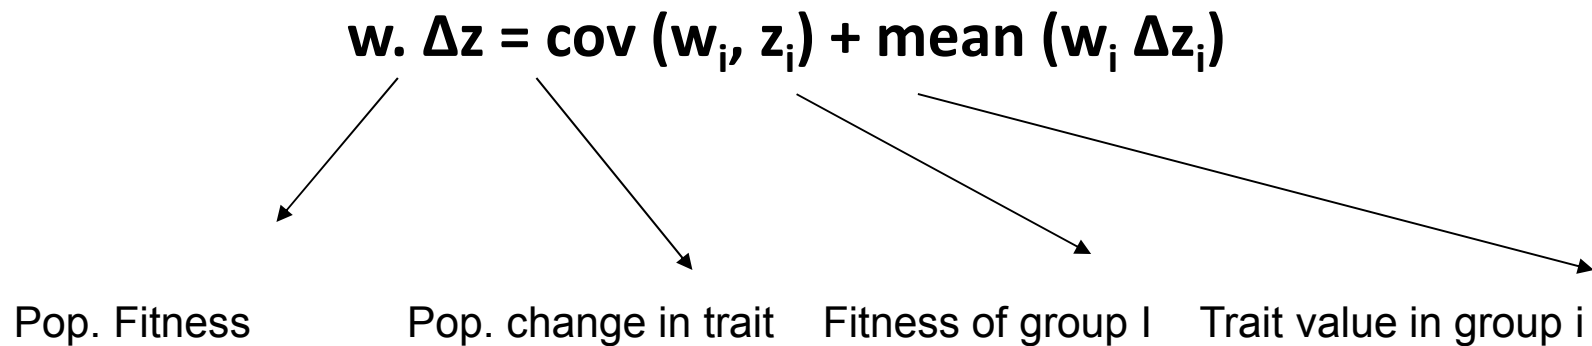 w. Δz = cov (wᵢ, zᵢ) + mean (wᵢ Δzᵢ)
Pop. Fitness Pop. change in trait Fitness of group I Trait value in group i